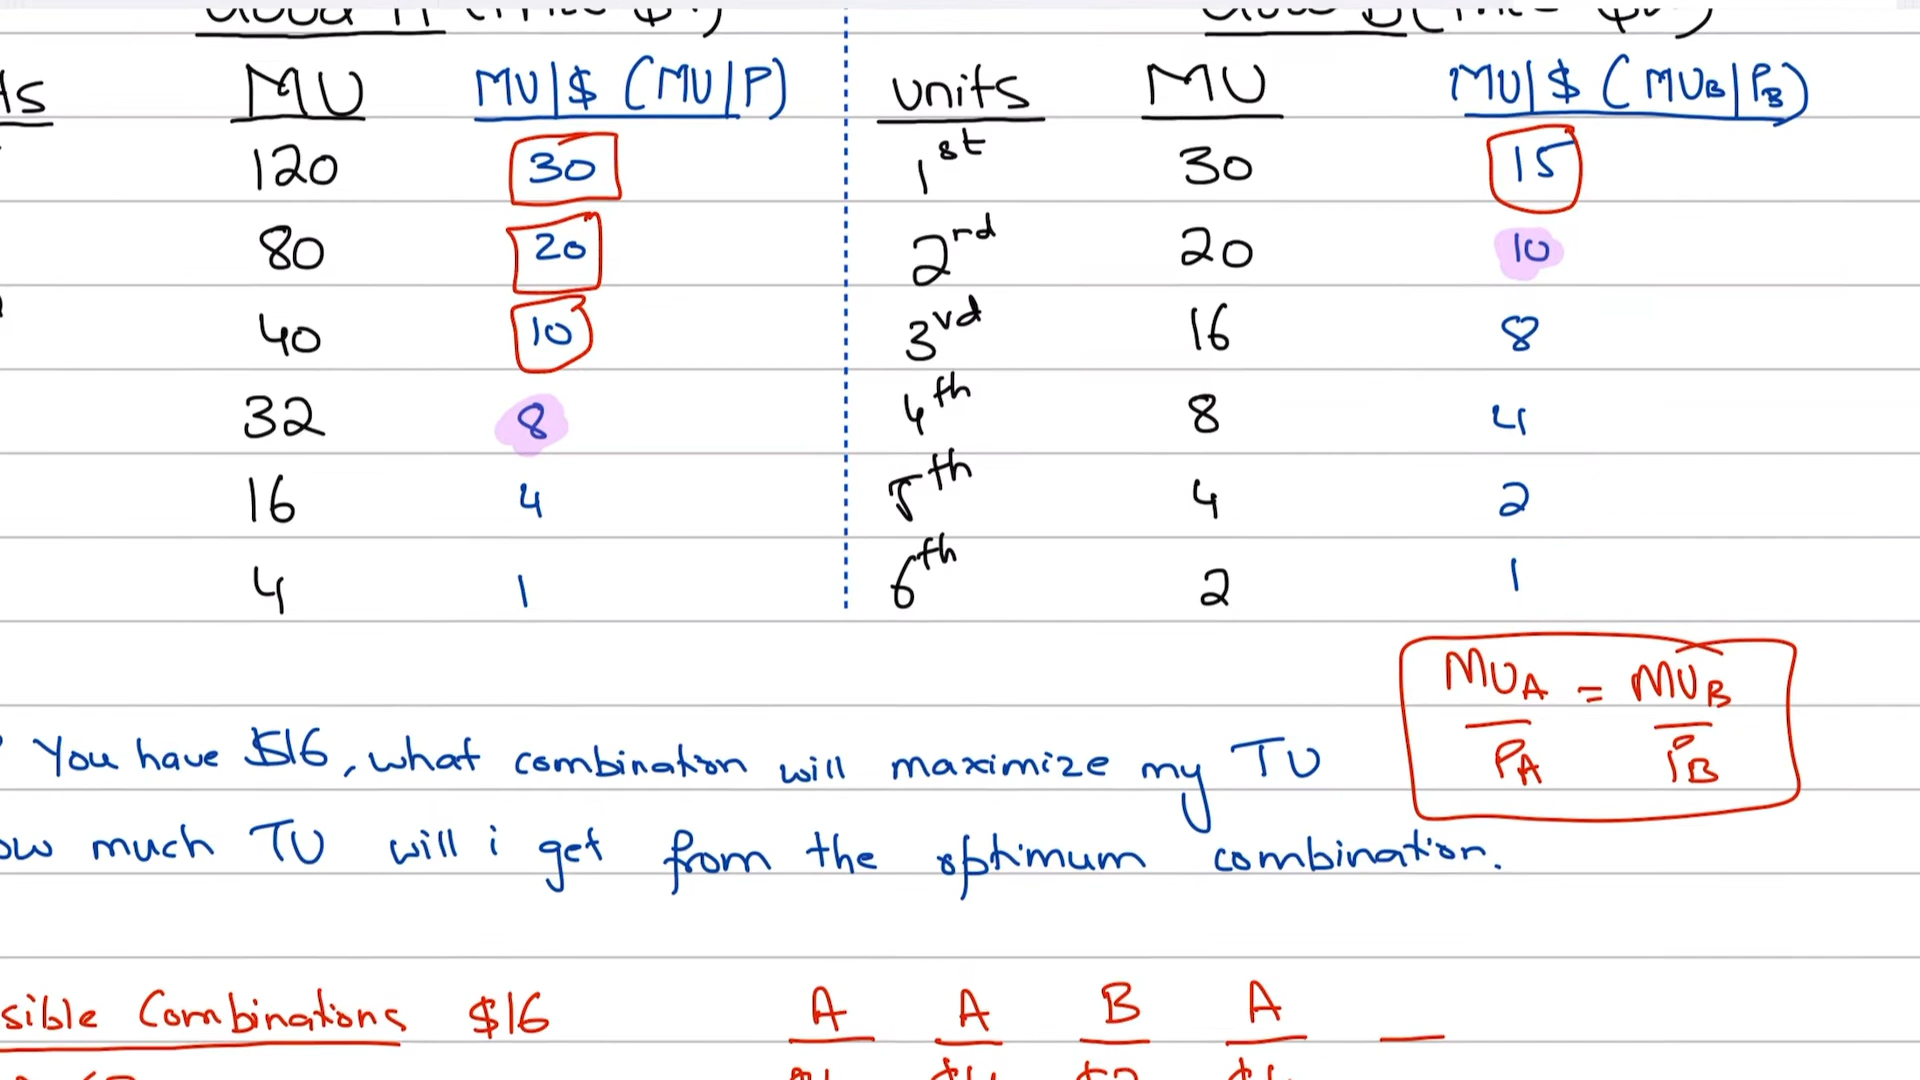 MU MU|$ (MU|P) units MU MU|$ (MUB|PB)
120 30 1st 30 15
80 20 2rd 20 10
40 10 3rd 16 8
32 8 4th 8 4
16 4 5th 4 2
4 1 6th 2 1
MUA = MUB
PA PB
You have $16, what combination will maximize my TU
much TU will i get from the optimum combination.
Combinations $16 A A B A